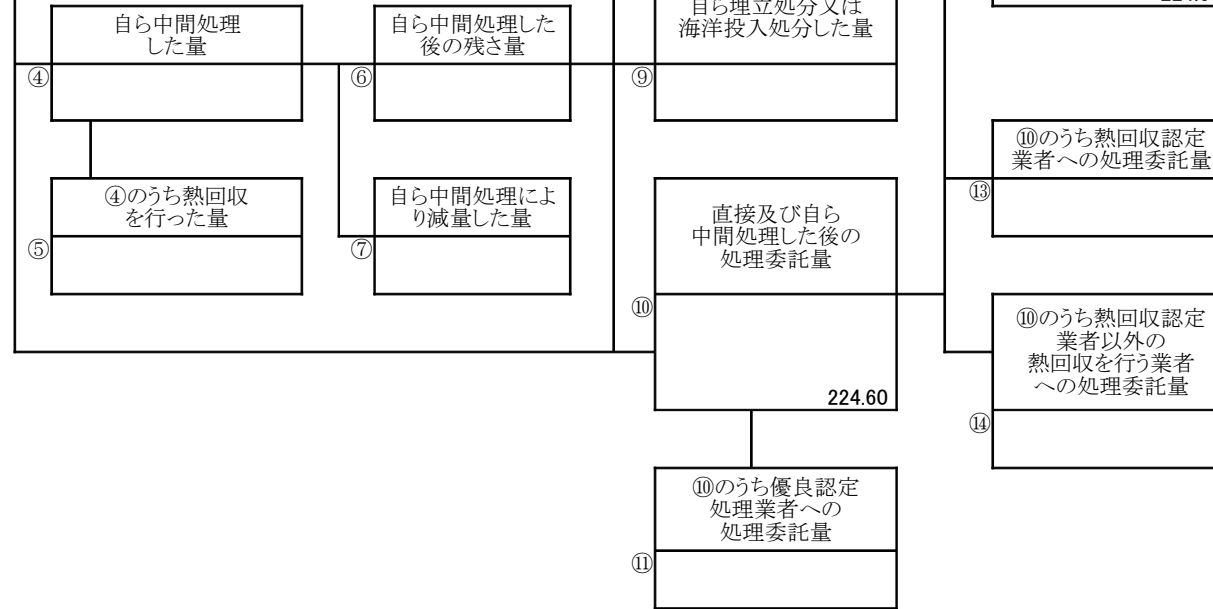 自ら中間処理
した量
④
⑤
④のうち熱回収
を行った量
自ら中間処理した
後の残さ量
⑥
自ら中間処理によ
り減量した量
⑦
自ら埋立処分又は
海洋投入処分した量
⑨
直接及び自ら
中間処理した後の
処理委託量
⑩
224.60
⑩のうち優良認定
処理業者への
処理委託量
⑪
⑩のうち熱回収認定
業者への処理委託量
⑬
⑩のうち熱回収認定
業者以外の
熱回収を行う業者
への処理委託量
⑭